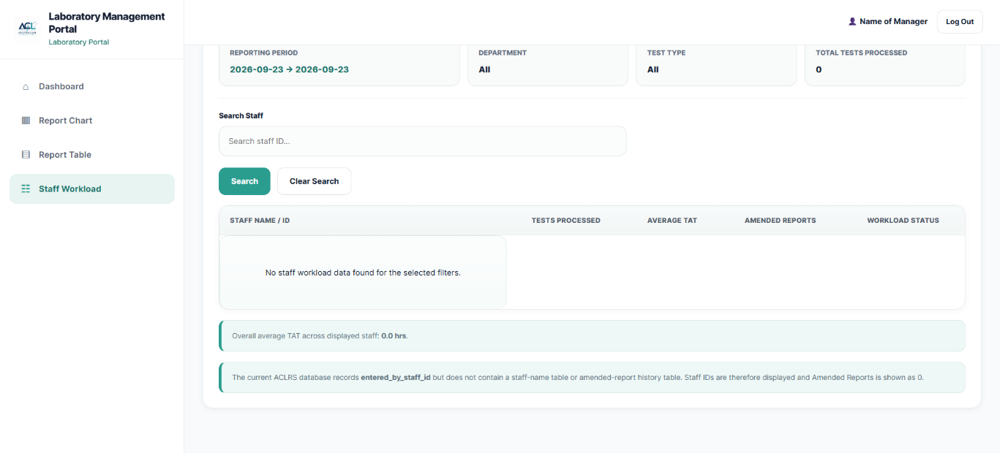 Laboratory Management
Portal
Laboratory Portal
ACL
AUSTRALIAN
Name of Manager
Log Out
Dashboard
Report Chart
Report Table
Staff Workload
REPORTING PERIOD
2026-09-23 → 2026-09-23
DEPARTMENT
All
TEST TYPE
All
TOTAL TESTS PROCESSED
0
Search Staff
Search staff ID...
Search
Clear Search
STAFF NAME / ID
TESTS PROCESSED
AVERAGE TAT
AMENDED REPORTS
WORKLOAD STATUS
No staff workload data found for the selected filters.
Overall average TAT across displayed staff: 0.0 hrs.
The current ACLRS database records entered_by_staff_id but does not contain a staff-name table or amended-report history table. Staff IDs are therefore displayed and Amended Reports is shown as 0.